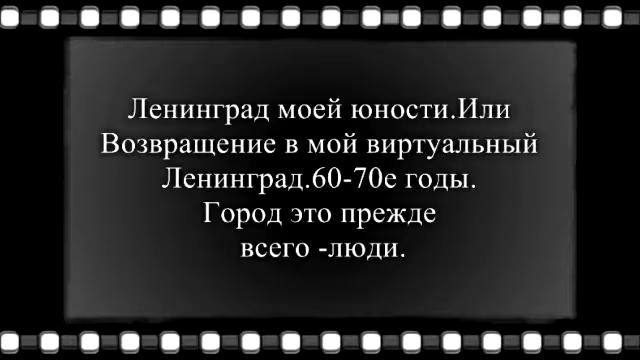 Ленинград моей юности.Или
Возвращение в мой виртуальный
Ленинград.60-70е годы.
Город это прежде
всего -люди.